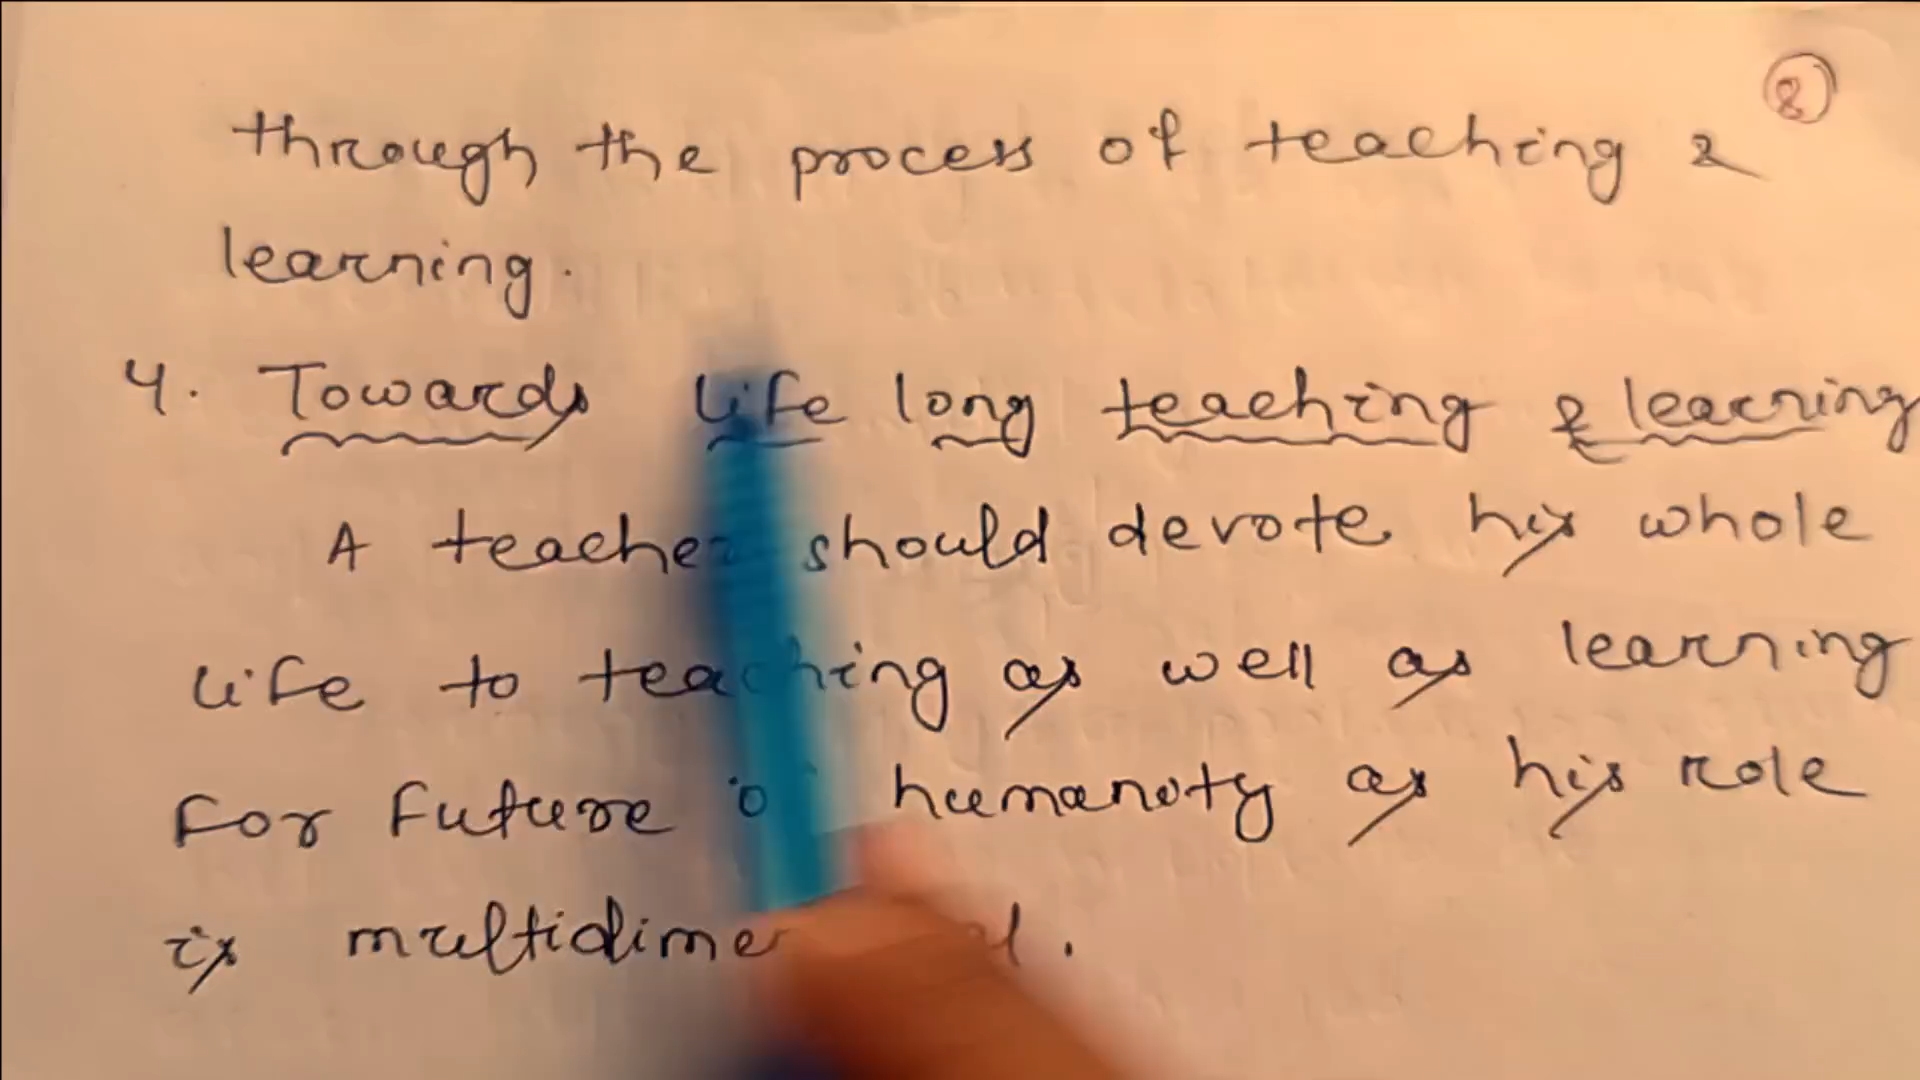 8
through the process of teaching &
learning.
4. Towards life long teaching & learning
A teacher should devote his whole
life to teaching as well as learning
for future humanity as his role
is